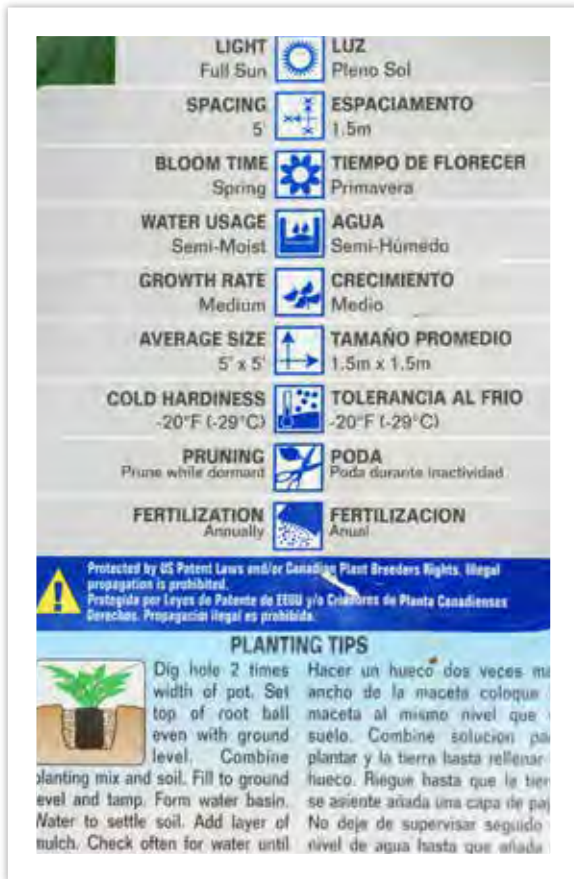 LIGHT
Full Sun
LUZ
Pleno Sol
SPACING
5'
ESPACIAMENTO
1.5m
BLOOM TIME
Spring
TIEMPO DE FLORECER
Primavera
WATER USAGE
Semi-Moist
AGUA
Semi-Húmedo
GROWTH RATE
Medium
CRECIMIENTO
Medio
AVERAGE SIZE
5' x 5'
TAMAÑO PROMEDIO
1.5m x 1.5m
COLD HARDINESS
-20°F (-29°C)
TOLERANCIA AL FRIO
-20°F (-29°C)
PRUNING
Prune while dormant
PODA
Poda durante inactividad
FERTILIZATION
Annually
FERTILIZACION
Anual
Protected by US Patent Laws and/or Canadian Plant Breeders Rights. Illegal
propagation is prohibited.
Protegida por Leyes de Patente de EEUU y/o Criadores de Planta Canadienses
Derechos. Propagacion ilegal es prohibida.
PLANTING TIPS
Dig hole 2 times
width of pot. Set
top of root ball
even with ground
level. Combine
planting mix and soil. Fill to ground
level and tamp. Form water basin.
Water to settle soil. Add layer of
mulch. Check often for water until
Hacer un hueco dos veces
ancho de la maceta coloque
maceta al mismo nivel que
suelo. Combine solucion
plantar y la tierra hasta rellenar
hueco. Riegue hasta que la
se asiente añada una capa de
No deje de supervisar seguido
nivel de agua hasta que añada